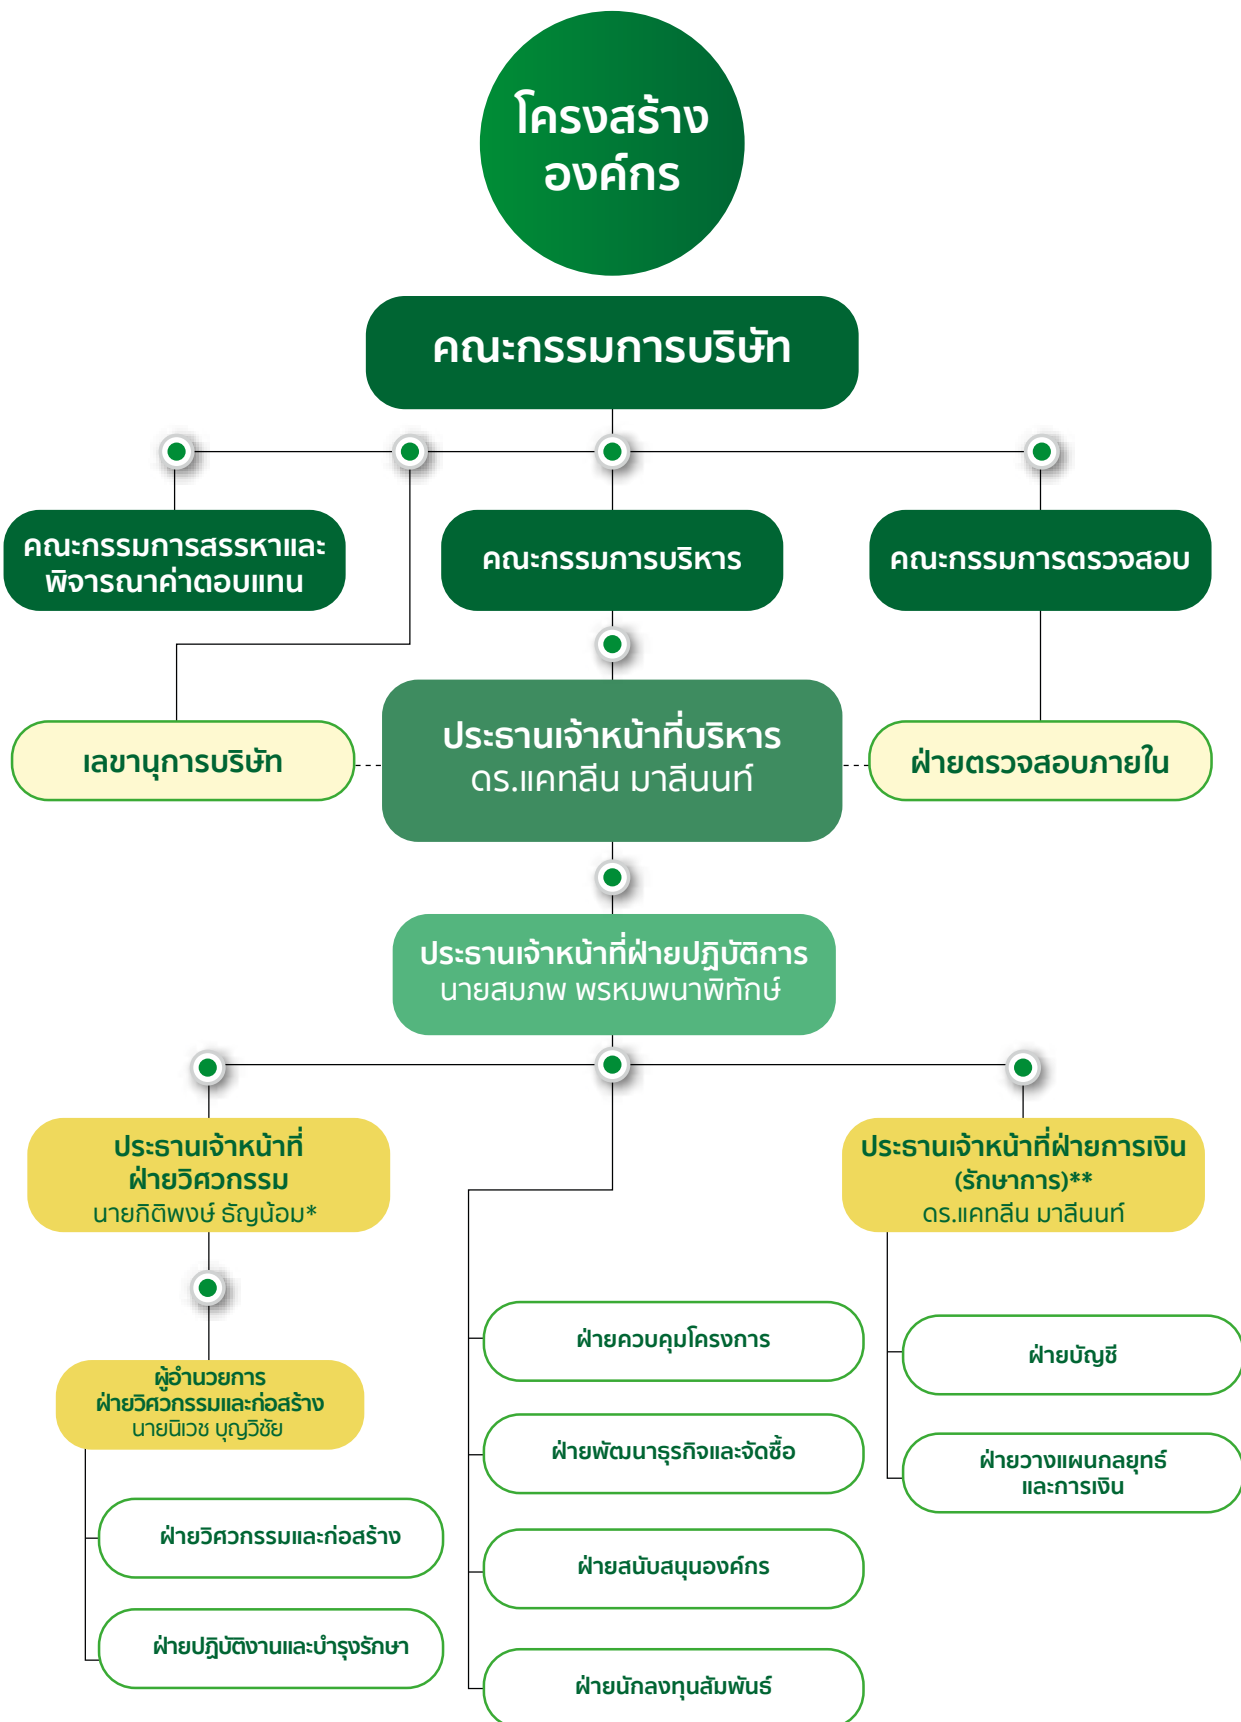 โครงสร้าง
องค์กร
คณะกรรมการบริษัท
คณะกรรมการสรรหาและ
พิจารณาค่าตอบแทน
คณะกรรมการบริหาร
คณะกรรมการตรวจสอบ
เลขานุการบริษัท
ประธานเจ้าหน้าที่บริหาร
ดร.แคทลีน มาลีนนท์
ฝ่ายตรวจสอบภายใน
ประธานเจ้าหน้าที่ฝ่ายปฏิบัติการ
นายสมภพ พรหมพนาพิทักษ์
ประธานเจ้าหน้าที่
ฝ่ายวิศวกรรม
นายกิติพงษ์ ธัญน้อม*
ประธานเจ้าหน้าที่ฝ่ายการเงิน
(รักษาการ)**
ดร.แคทลีน มาลีนนท์
ผู้อำนวยการ
ฝ่ายวิศวกรรมและก่อสร้าง
นายนิเวช บุญวิชัย
ฝ่ายวิศวกรรมและก่อสร้าง
ฝ่ายปฏิบัติงานและบำรุงรักษา
ฝ่ายควบคุมโครงการ
ฝ่ายพัฒนาธุรกิจและจัดซื้อ
ฝ่ายสนับสนุนองค์กร
ฝ่ายนักลงทุนสัมพันธ์
ฝ่ายบัญชี
ฝ่ายวางแผนกลยุทธ์
และการเงิน